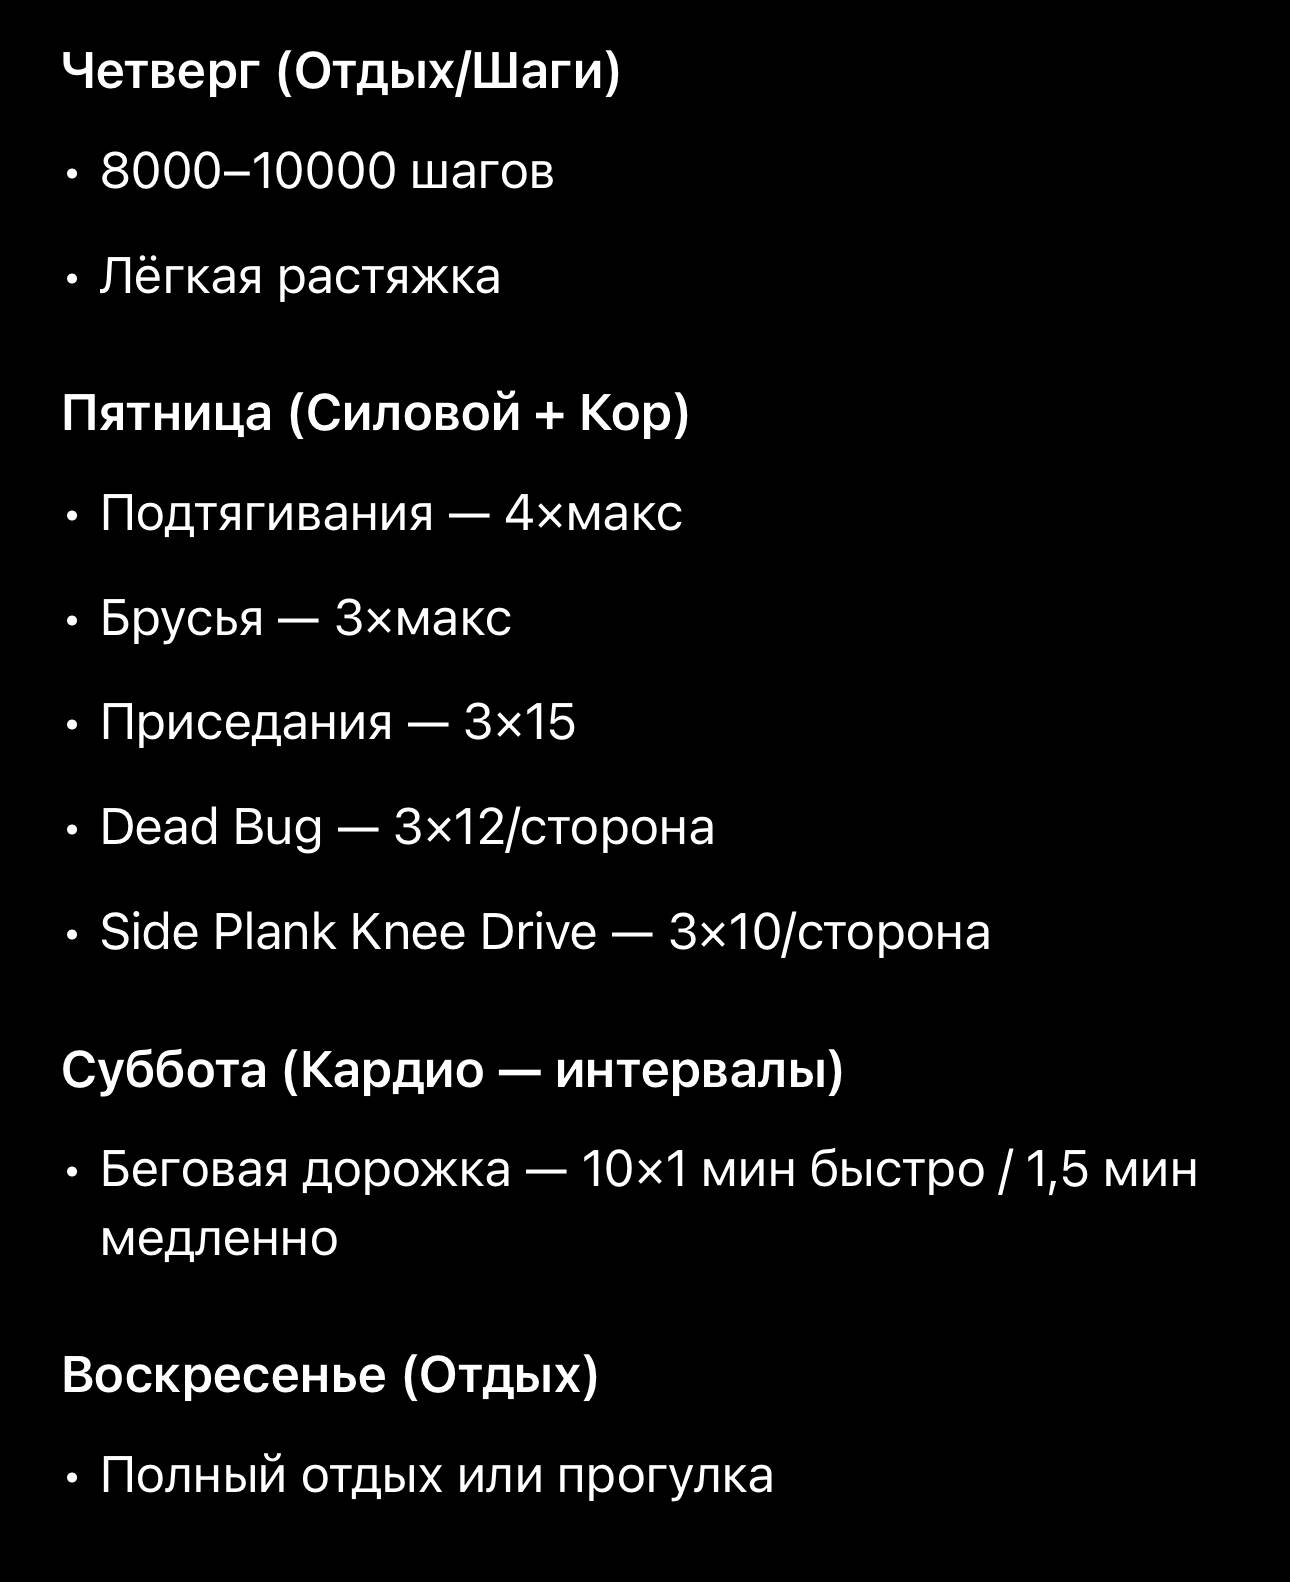 Четверг (Отдых/Шаги)
• 8000–10000 шагов
• Лёгкая растяжка
Пятница (Силовой + Кор)
• Подтягивания — 4×макс
• Брусья — 3×макс
• Приседания — 3×15
• Dead Bug — 3×12/сторона
• Side Plank Knee Drive — 3×10/сторона
Суббота (Кардио — интервалы)
• Беговая дорожка — 10×1 мин быстро / 1,5 мин
медленно
Воскресенье (Отдых)
• Полный отдых или прогулка